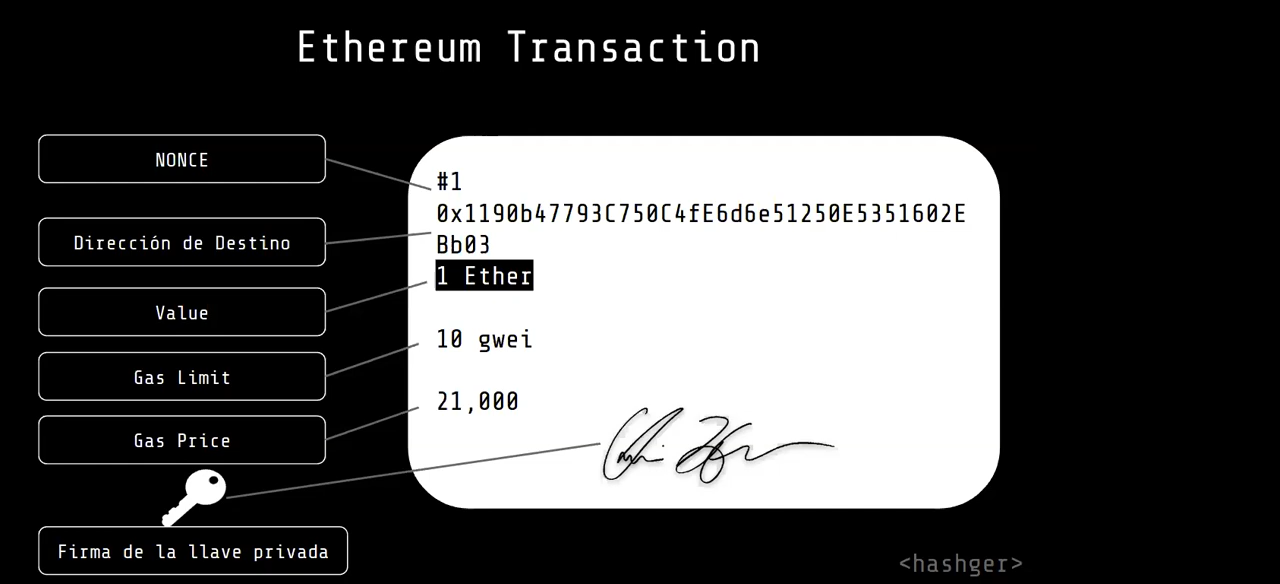 Ethereum Transaction
NONCE
Dirección de Destino
Value
Gas Limit
Gas Price
Firma de la llave privada
#1
0x1190b47793C750C4fE6d6e51250E5351602E
Bb03
1 Ether
10 gwei
21,000
<hashger>